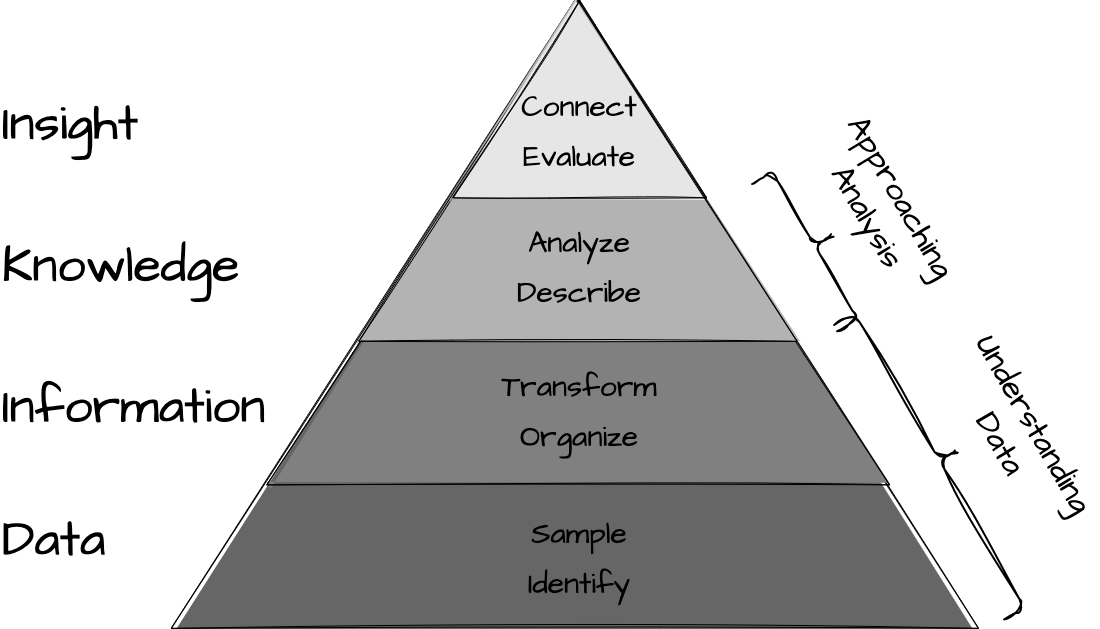 Insight
Connect
Evaluate
Knowledge
Analyze
Describe
Information
Transform
Organize
Data
Sample
Identify
Approaching
Analysis
Understanding
Data